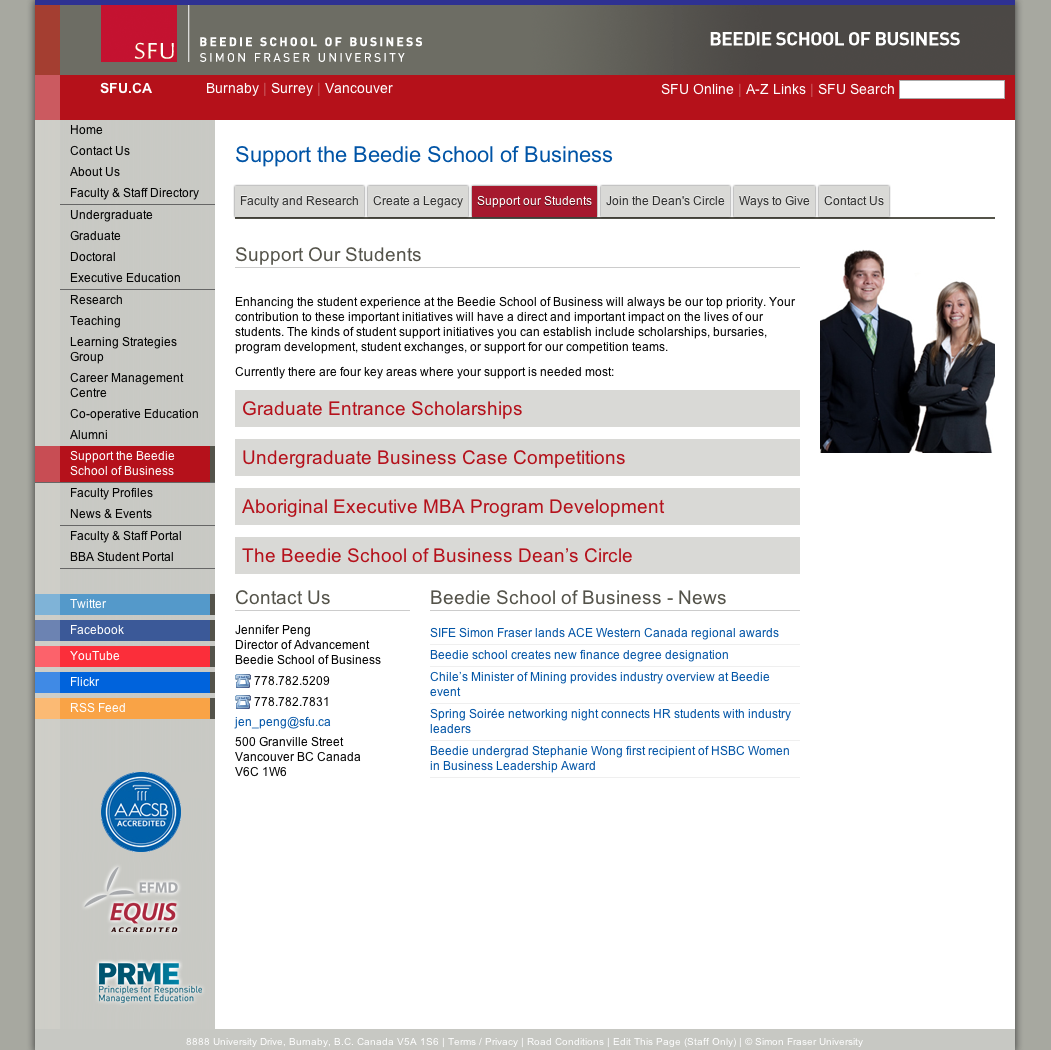 SFU
BEEDIE SCHOOL OF BUSINESS
SIMON FRASER UNIVERSITY
BEEDIE SCHOOL OF BUSINESS
SFU.CA
Burnaby | Surrey | Vancouver
SFU Online | A-Z Links | SFU Search
Home
Contact Us
About Us
Faculty & Staff Directory
Undergraduate
Graduate
Doctoral
Executive Education
Research
Teaching
Learning Strategies
Group
Career Management
Centre
Co-operative Education
Alumni
Support the Beedie
School of Business
Faculty Profiles
News & Events
Faculty & Staff Portal
BBA Student Portal
Twitter
Facebook
YouTube
Flickr
RSS Feed
AACSB
ACCREDITED
EFMD
EQUIS
ACCREDITED
PRME
Principles for Responsible
Management Education
Support the Beedie School of Business
Faculty and Research
Create a Legacy
Support our Students
Join the Dean's Circle
Ways to Give
Contact Us
Support Our Students
Enhancing the student experience at the Beedie School of Business will always be our top priority. Your
contribution to these important initiatives will have a direct and important impact on the lives of our
students. The kinds of student support initiatives you can establish include scholarships, bursaries,
program development, student exchanges, or support for our competition teams.
Currently there are four key areas where your support is needed most:
Graduate Entrance Scholarships
Undergraduate Business Case Competitions
Aboriginal Executive MBA Program Development
The Beedie School of Business Dean’s Circle
Contact Us
Jennifer Peng
Director of Advancement
Beedie School of Business
778.782.5209
778.782.7831
jen_peng@sfu.ca
500 Granville Street
Vancouver BC Canada
V6C 1W6
Beedie School of Business - News
SIFE Simon Fraser lands ACE Western Canada regional awards
Beedie school creates new finance degree designation
Chile’s Minister of Mining provides industry overview at Beedie
event
Spring Soirée networking night connects HR students with industry
leaders
Beedie undergrad Stephanie Wong first recipient of HSBC Women
in Business Leadership Award
8888 University Drive, Burnaby, B.C. Canada V5A 1S6 | Terms / Privacy | Road Conditions | Edit This Page (Staff Only) | © Simon Fraser University